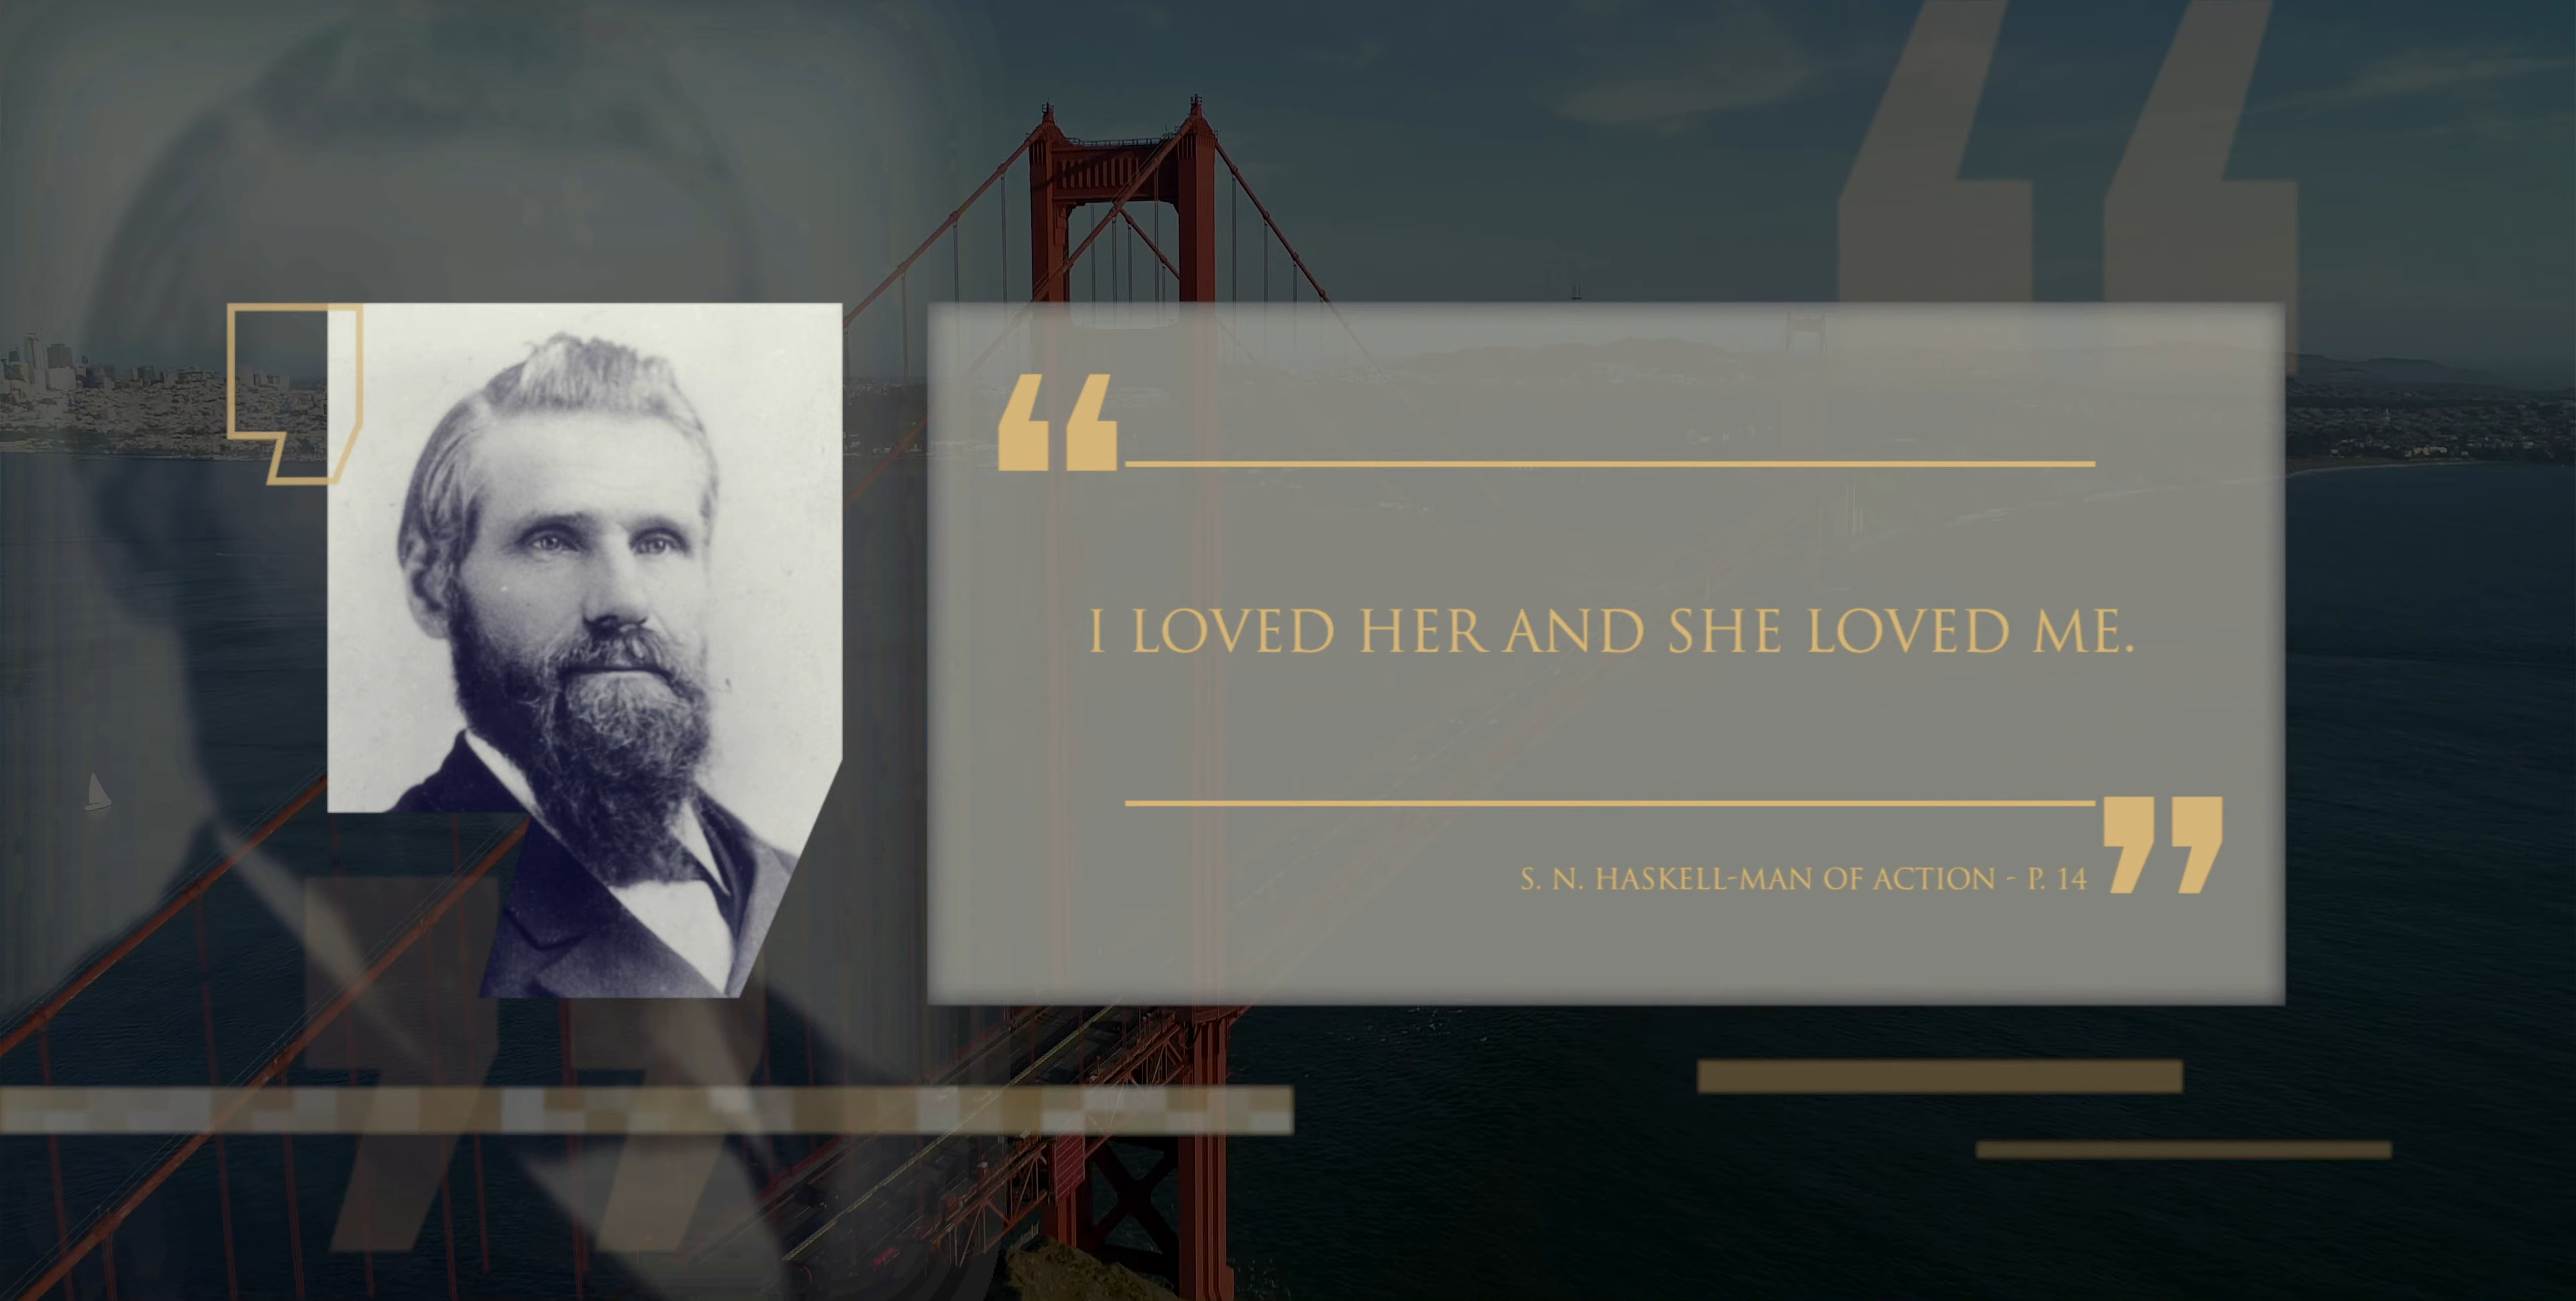 I LOVED HER AND SHE LOVED ME.
S. N. HASKELL-MAN OF ACTION - P. 14